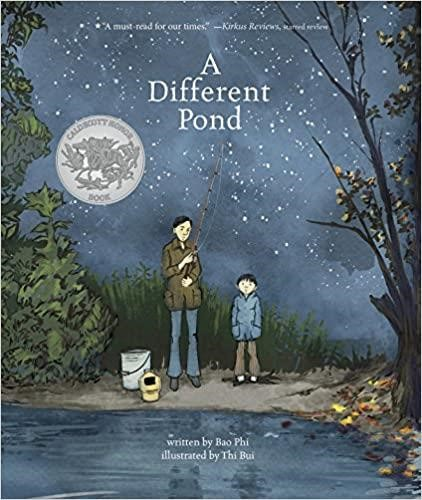 "A must-read for our times." —Kirkus Reviews, starred review
A
Different
Pond
CALDECOTT HONOR
BOOK
written by Bao Phi
illustrated by Thi Bui